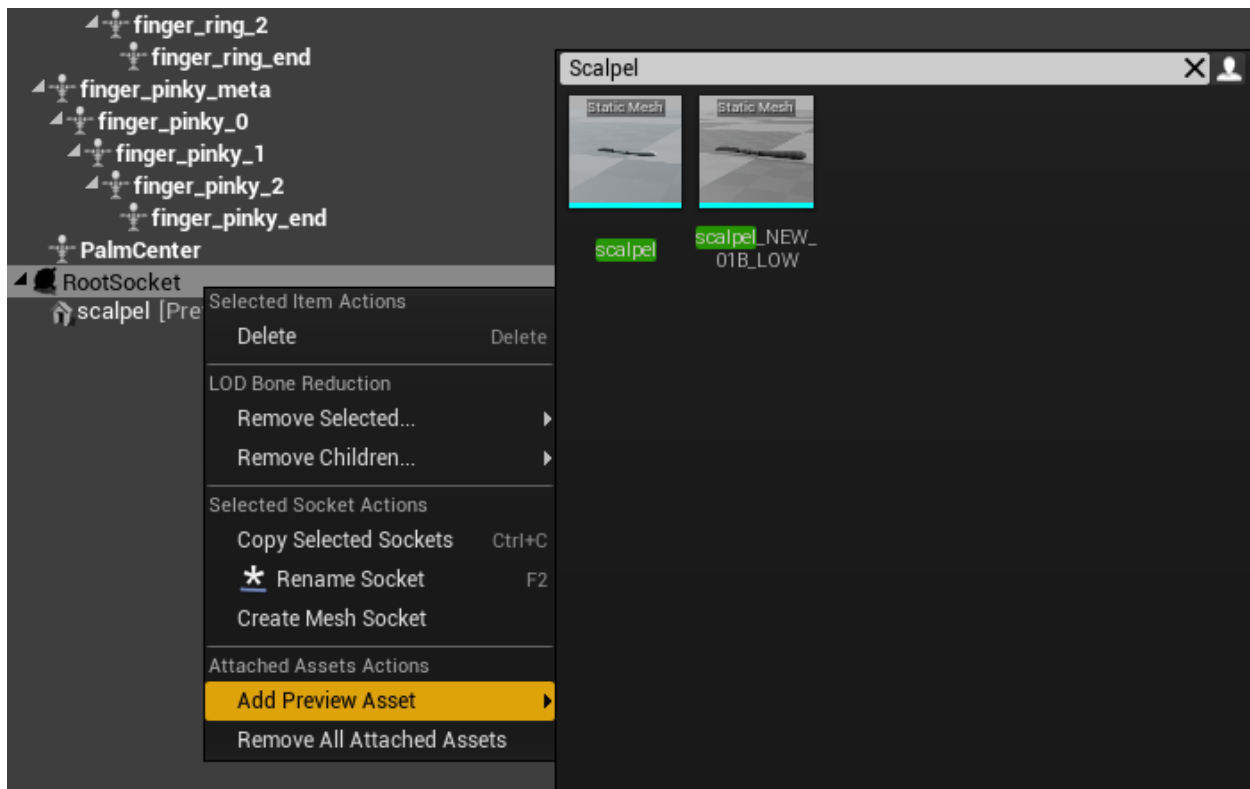 finger_ring_2
finger_ring_end
finger_pinky_meta
finger_pinky_0
finger_pinky_1
finger_pinky_2
finger_pinky_end
PalmCenter
RootSocket
scalpel [Pre
Selected Item Actions
Delete Delete
LOD Bone Reduction
Remove Selected...
Remove Children...
Selected Socket Actions
Copy Selected Sockets Ctrl+C
Rename Socket F2
Create Mesh Socket
Attached Assets Actions
Add Preview Asset
Remove All Attached Assets
Scalpel
Static Mesh
scalpel
Static Mesh
scalpel_NEW_
01B_LOW